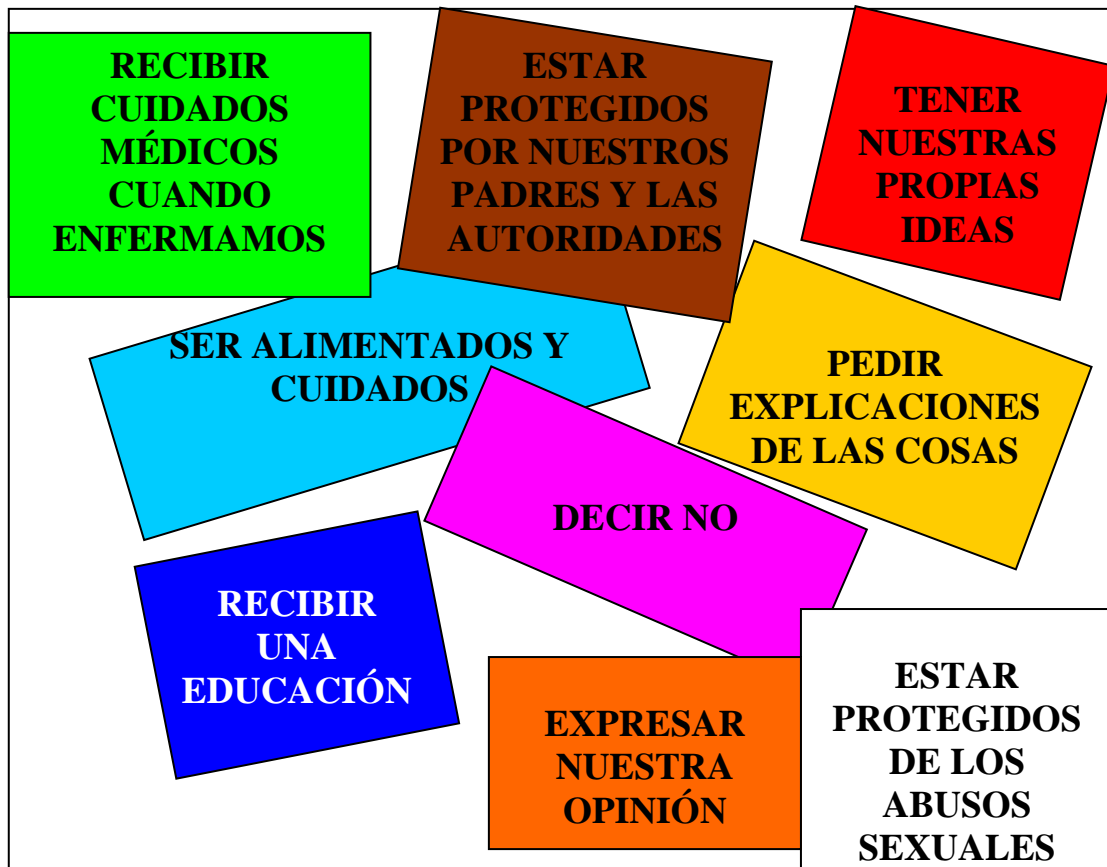 RECIBIR
CUIDADOS
MÉDICOS
CUANDO
ENFERMAMOS
ESTAR
PROTEGIDOS
POR NUESTROS
PADRES Y LAS
AUTORIDADES
TENER
NUESTRAS
PROPIAS
IDEAS
SER ALIMENTADOS Y
CUIDADOS
PEDIR
EXPLICACIONES
DE LAS COSAS
DECIR NO
RECIBIR
UNA
EDUCACIÓN
EXPRESAR
NUESTRA
OPINIÓN
ESTAR
PROTEGIDOS
DE LOS
ABUSOS
SEXUALES